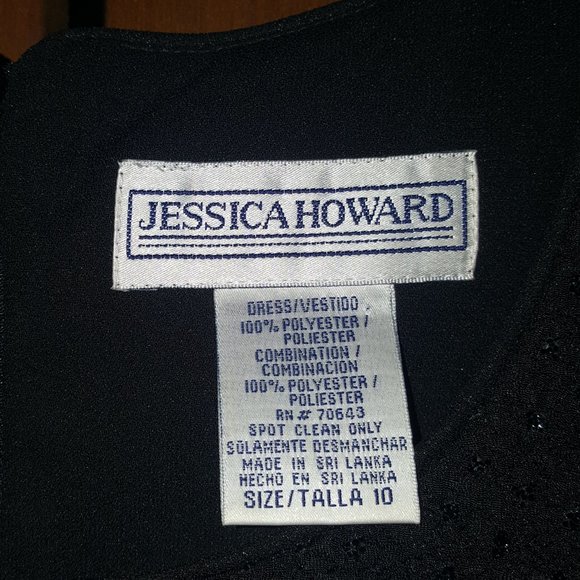 JESSICA HOWARD
DRESS/VESTIDO
100% POLYESTER /
POLIESTER
COMBINATION /
COMBINACION
100% POLYESTER /
POLIESTER
RN# 70643
SPOT CLEAN ONLY
SOLAMENTE DESMANCHAR
MADE IN SRI LANKA
HECHO EN SRI LANKA
SIZE/TALLA 10